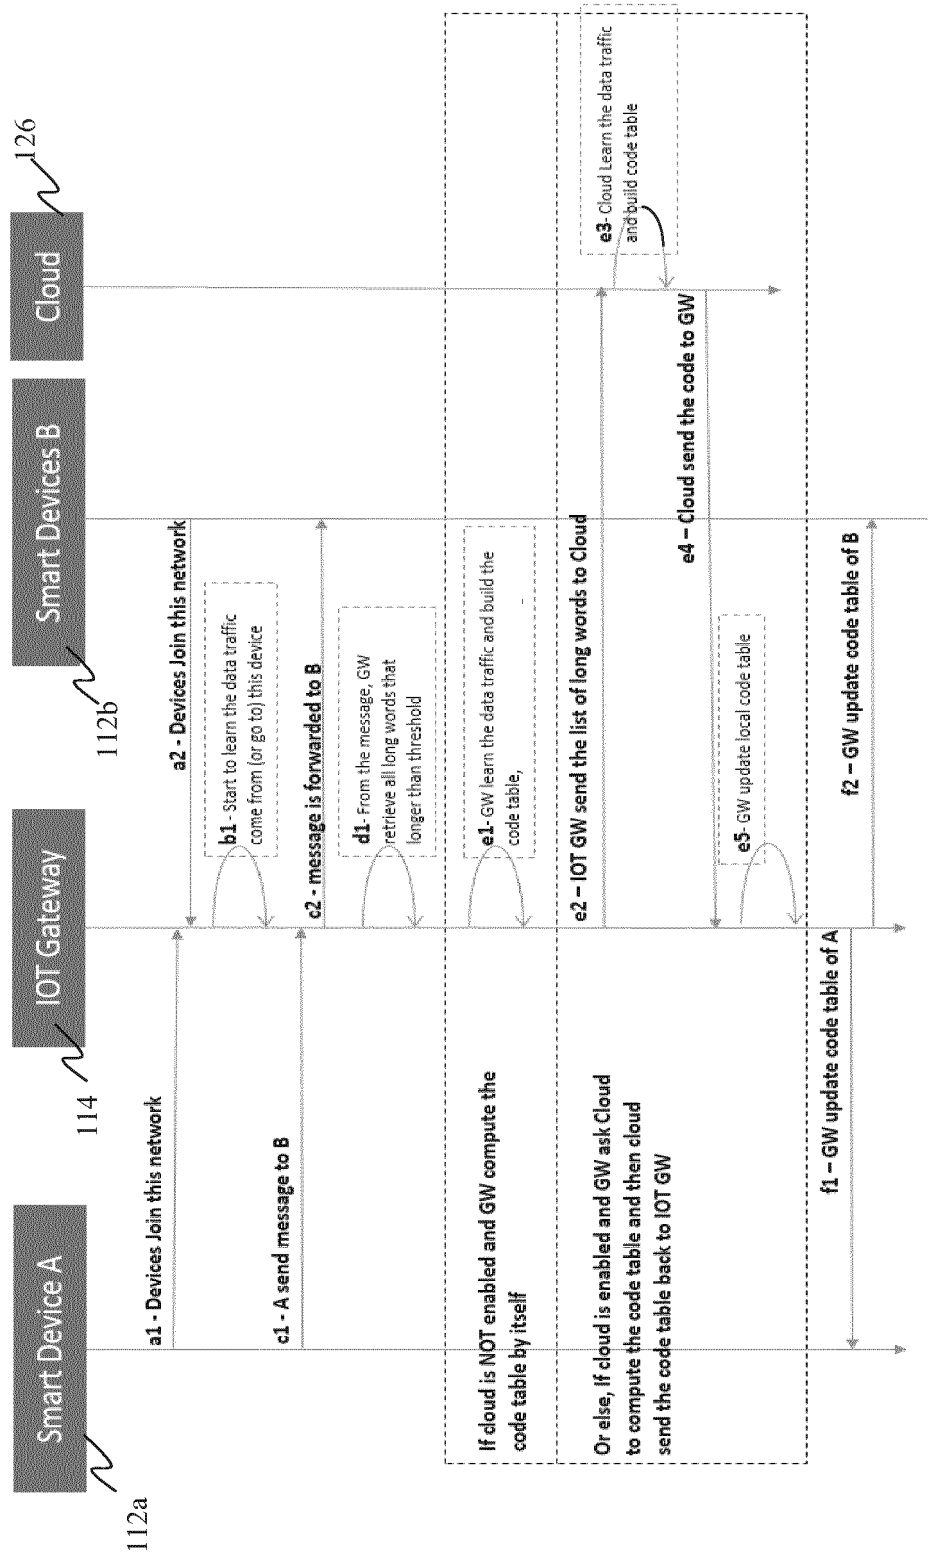 Smart Device A
IOT Gateway
Smart Devices B
Cloud
112a
114
112b
126
a1 - Devices Join this network
a2 - Devices Join this network
b1 - Start to learn the data traffic
come from (or go to) this device
c1 - A send message to B
c2 - message is forwarded to B
d1- From the message, GW
retrieve all long words that
longer than threshold
If cloud is NOT enabled and GW compute the
code table by itself
e1- GW learn the data traffic and build the
code table,
Or else, If cloud is enabled and GW ask Cloud
to compute the code table and then cloud
send the code table back to IOT GW
e2 – IOT GW send the list of long words to Cloud
e3- Cloud Learn the data traffic
and build code table
e4 – Cloud send the code to GW
e5- GW update local code table
f1 – GW update code table of A
f2 – GW update code table of B